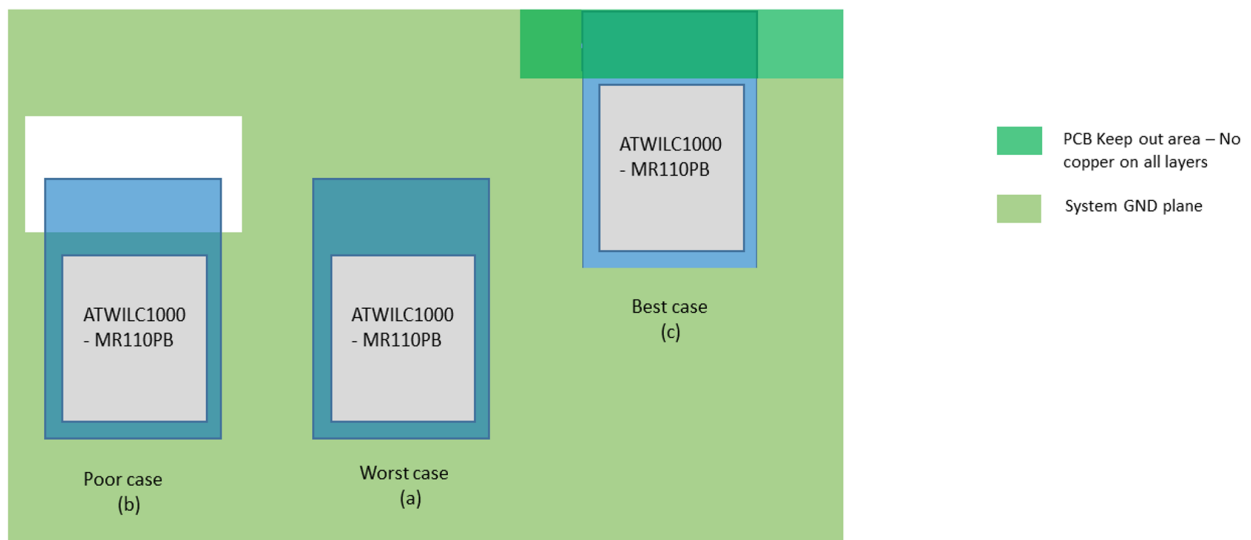 ATWILC1000
- MR110PB
Poor case
(b)
ATWILC1000
- MR110PB
Worst case
(a)
ATWILC1000
- MR110PB
Best case
(c)
PCB Keep out area – No
copper on all layers
System GND plane